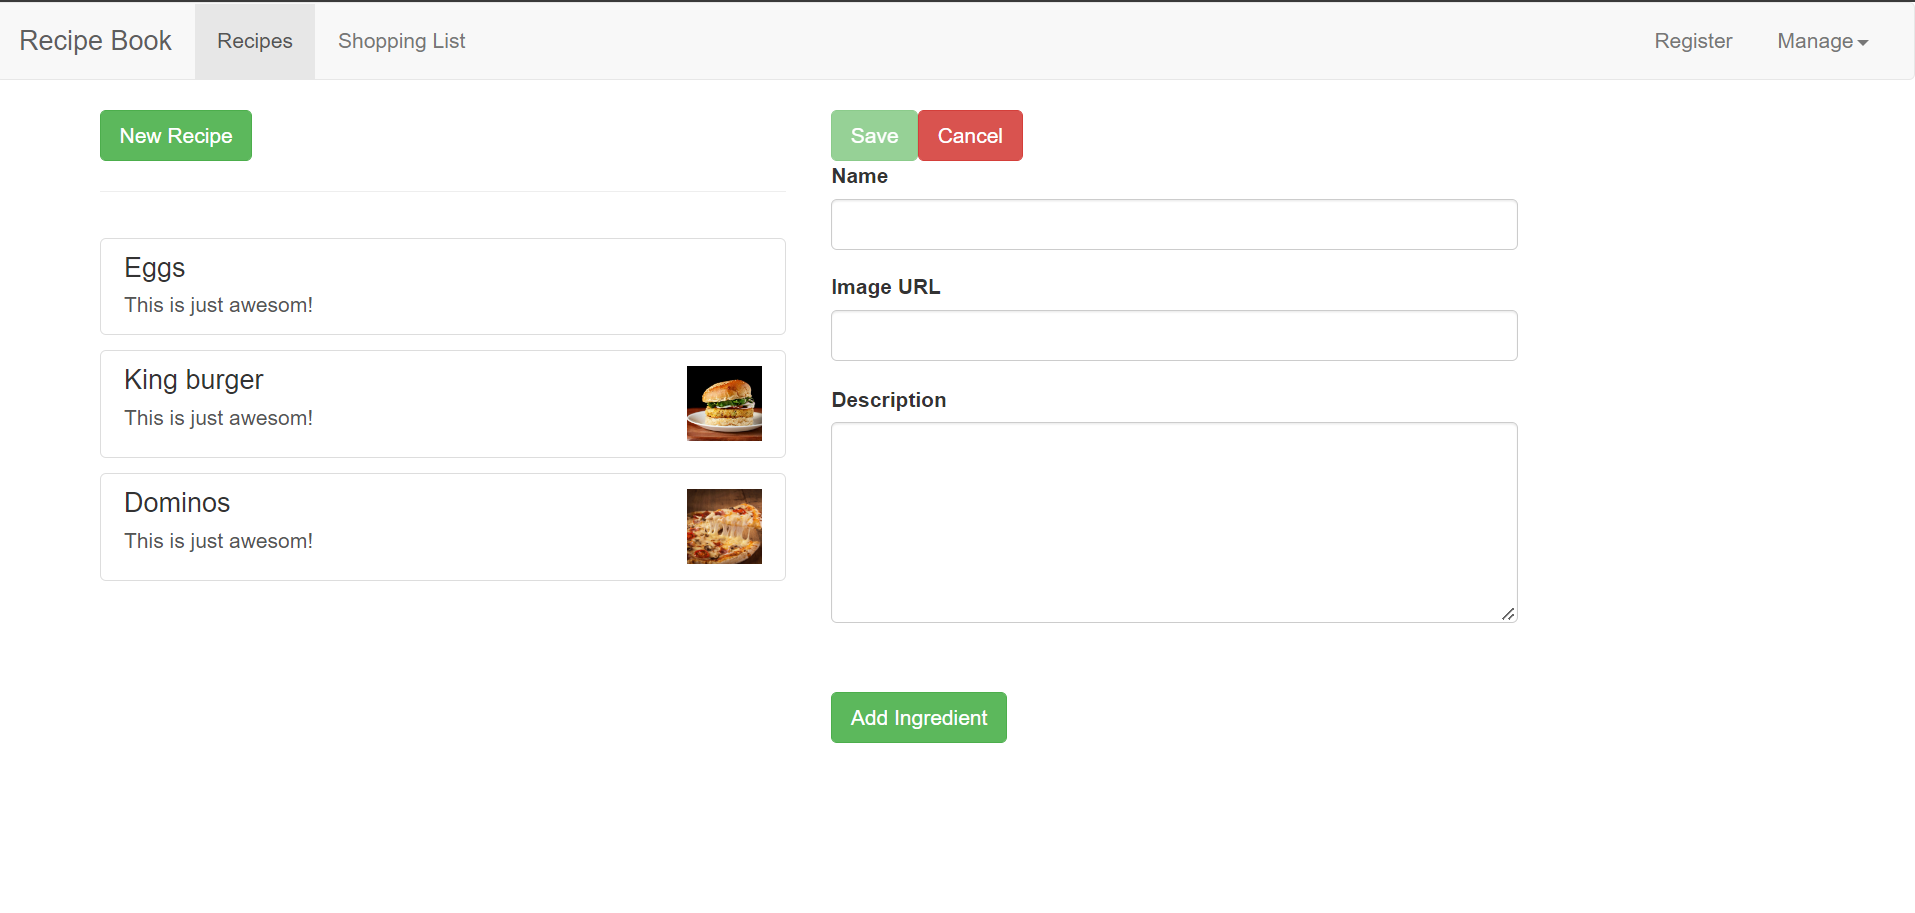 Recipe Book Recipes Shopping List Register Manage
New Recipe
Eggs
This is just awesom!
King burger
This is just awesom!
Dominos
This is just awesom!
Save Cancel
Name
Image URL
Description
Add Ingredient